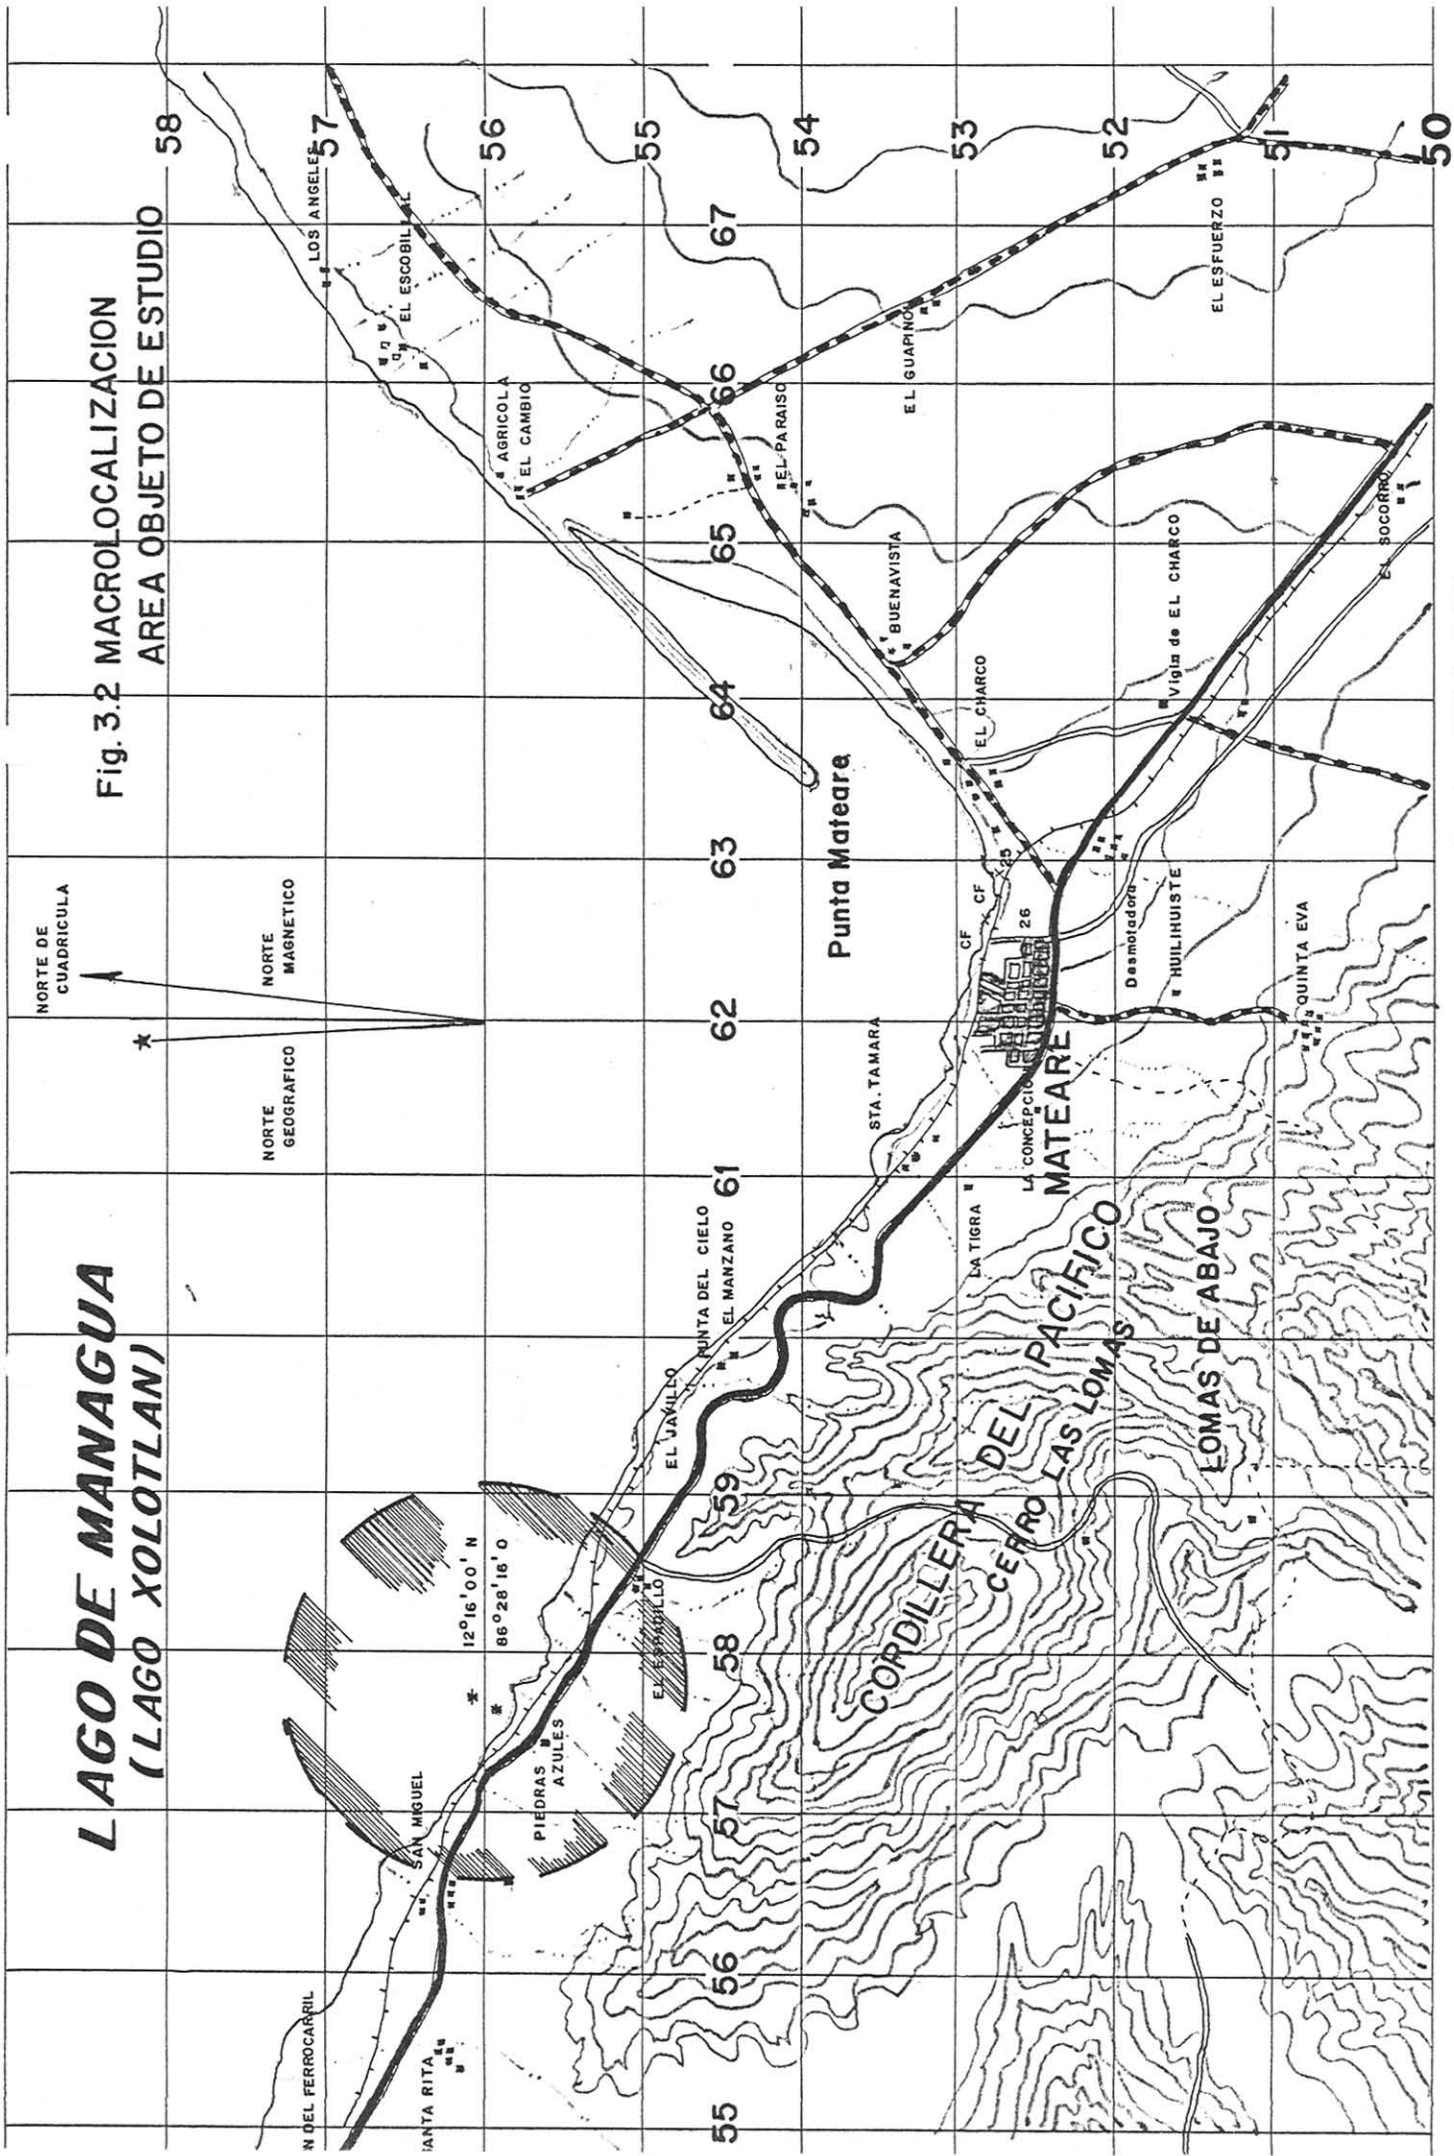 LAGO DE MANAGUA
(LAGO XOLOTLAN)
Fig. 3.2 MACROLOCALIZACION
AREA OBJETO DE ESTUDIO
NORTE DE
CUADRICULA
NORTE
GEOGRAFICO
NORTE
MAGNETICO
58
57
56
55
54
53
52
51
50
55
56
57
58
59
61
62
63
64
65
66
67
N DEL FERROCARRIL
ANTA RITA
SAN MIGUEL
12°16'00' N
86°28'16' O
PIEDRAS
AZULES
EL ESPADILLO
EL JAVILLO
PUNTA DEL CIELO
EL MANZANO
STA. TAMARA
LA TIGRA
LA CONCEPCIO
MATEARE
CF
CF
25
26
Punta Mateare
LOS ANGELES
EL ESCOBILLAL
AGRICOLA
EL CAMBIO
EL PARAISO
EL GUAPINOL
BUENAVISTA
EL CHARCO
EL ESFUERZO
Vigia de EL CHARCO
EL SOCORRO
Desmotadora
HUILIHUISTE
QUINTA EVA
CORDILLERA DEL PACIFICO
CERRO LAS LOMAS
LOMAS DE ABAJO